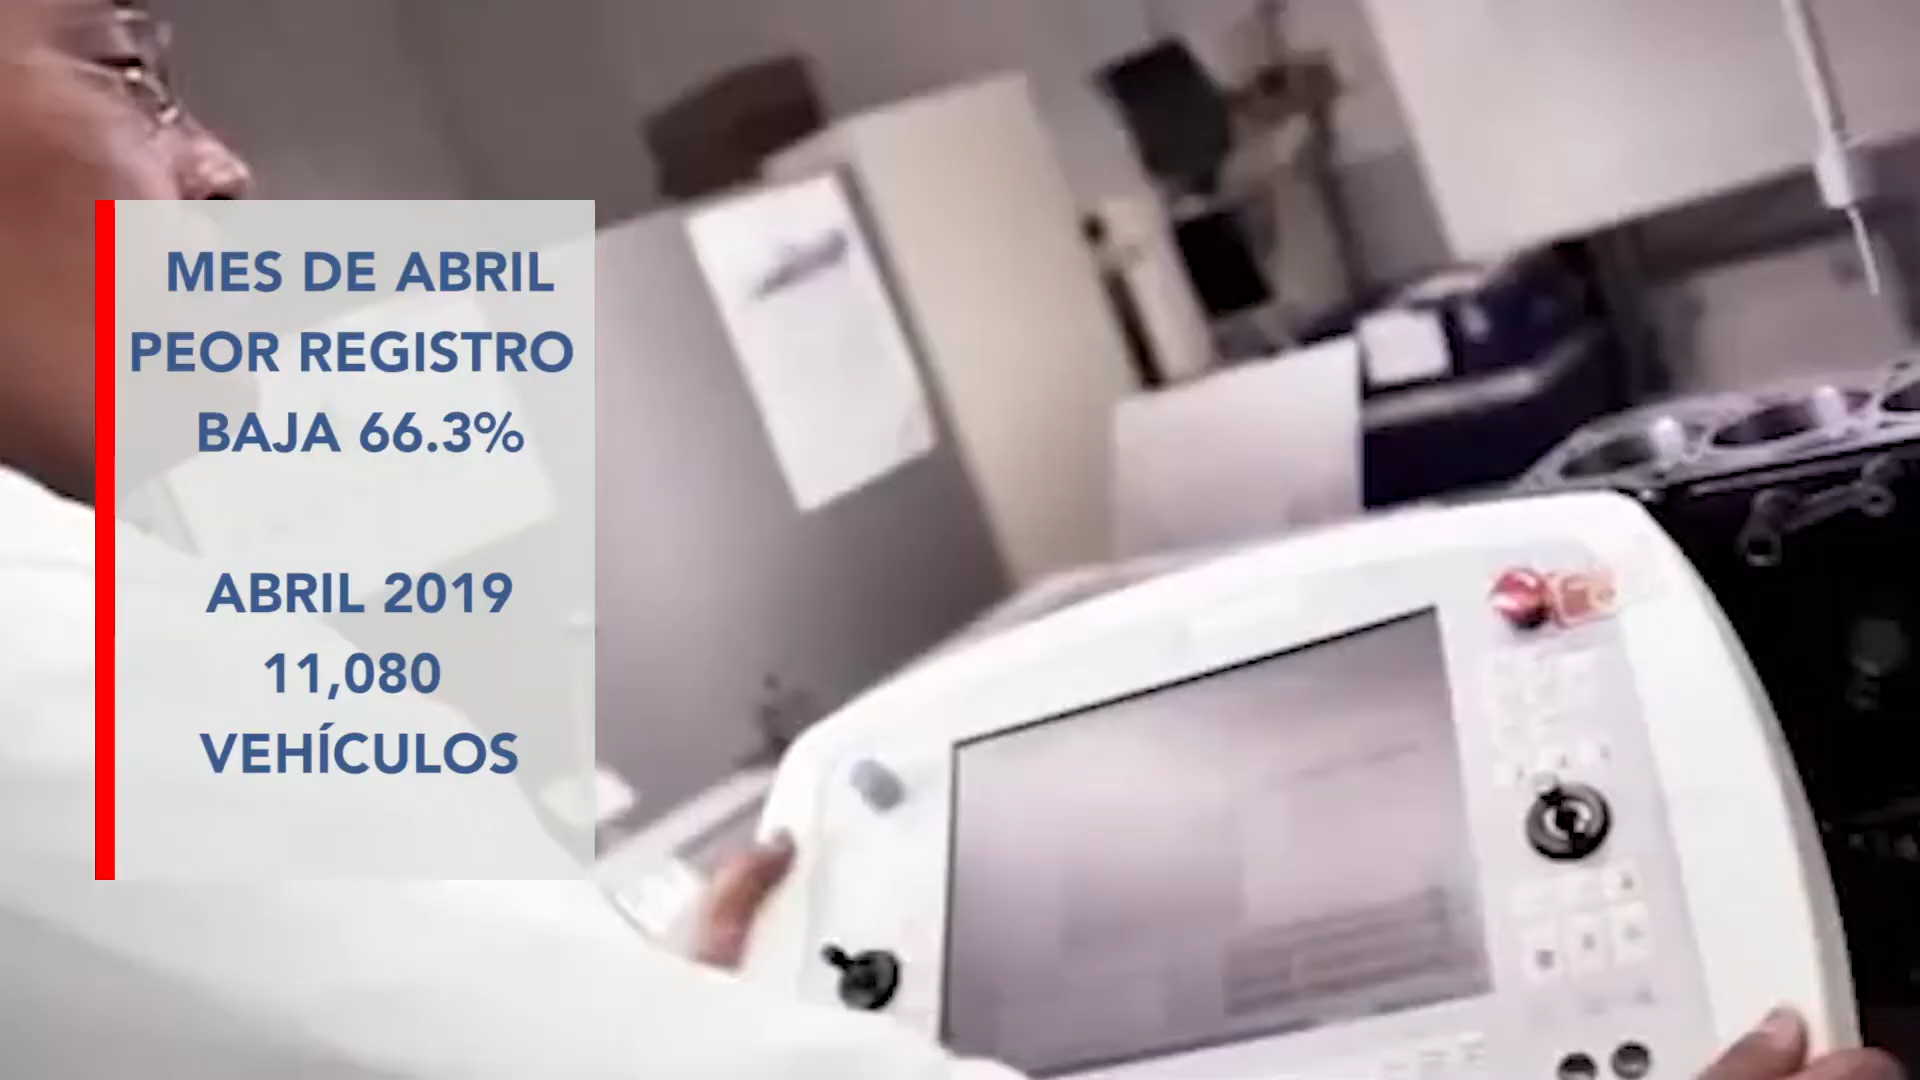 MES DE ABRIL
PEOR REGISTRO
BAJA 66.3%
ABRIL 2019
11,080
VEHÍCULOS